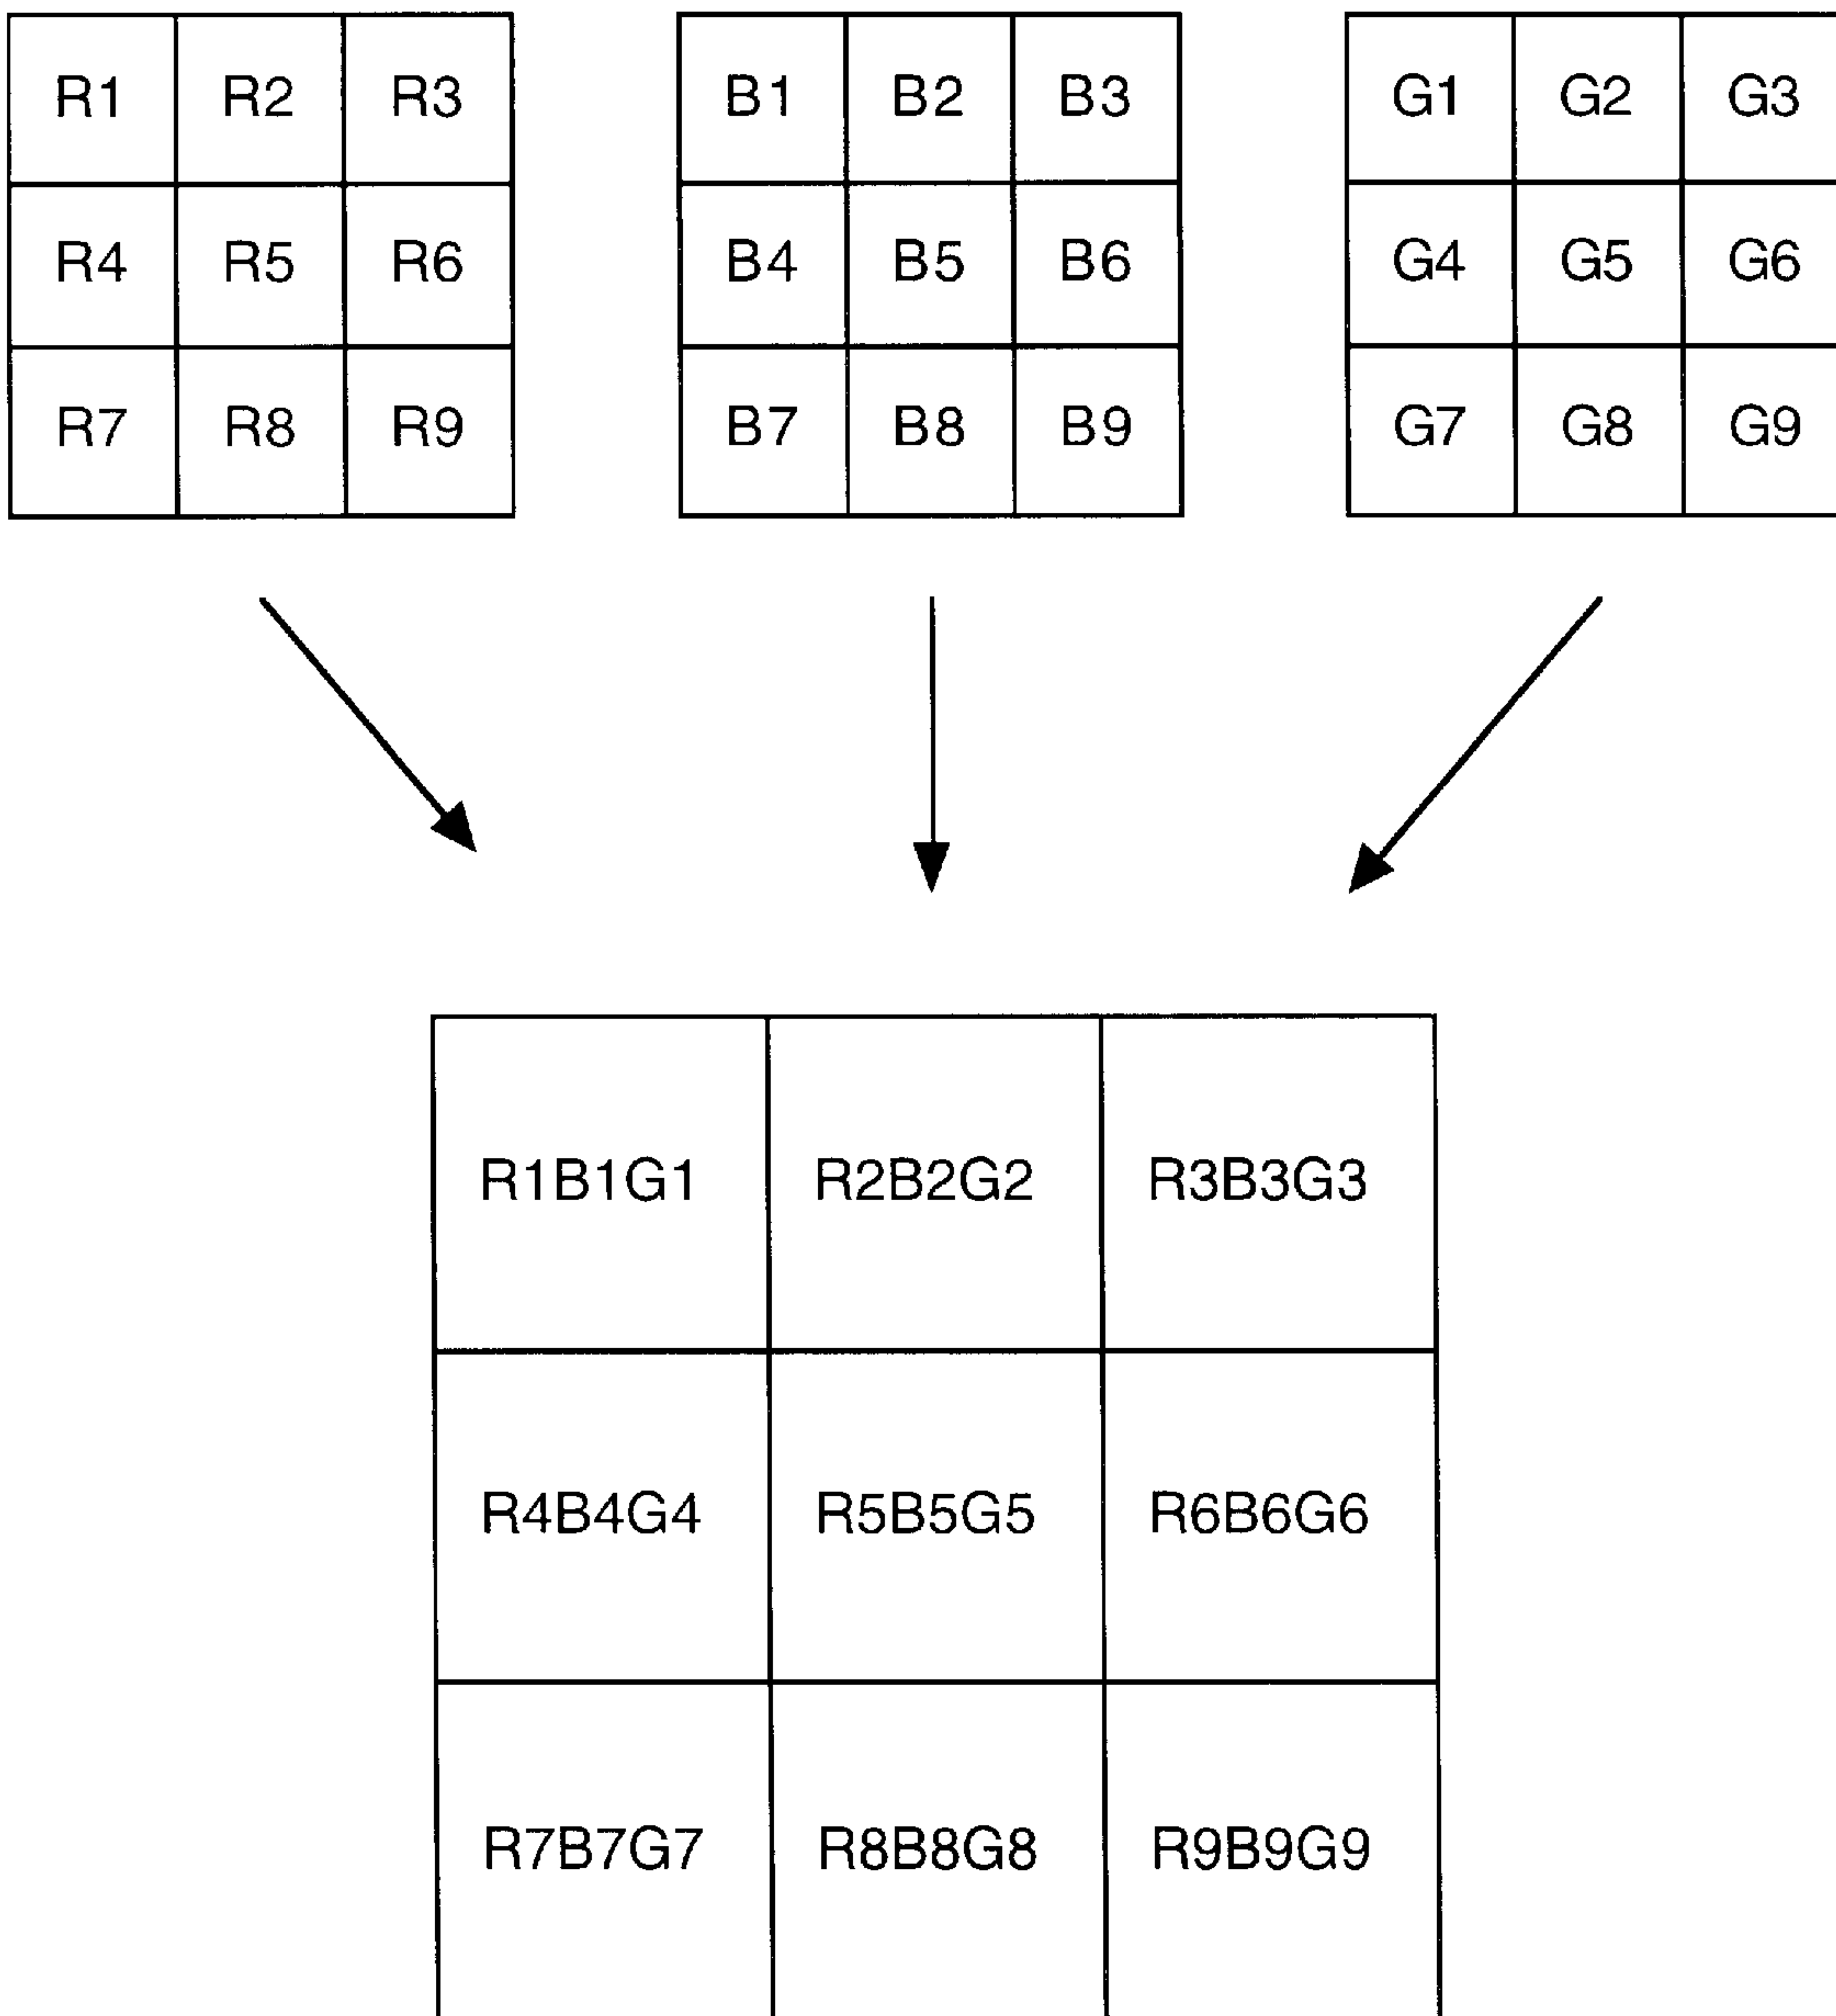 R1 R2 R3 B1 B2 B3 G1 G2 G3
R4 R5 R6 B4 B5 B6 G4 G5 G6
R7 R8 R9 B7 B8 B9 G7 G8 G9
R1B1G1 R2B2G2 R3B3G3
R4B4G4 R5B5G5 R6B6G6
R7B7G7 R8B8G8 R9B9G9